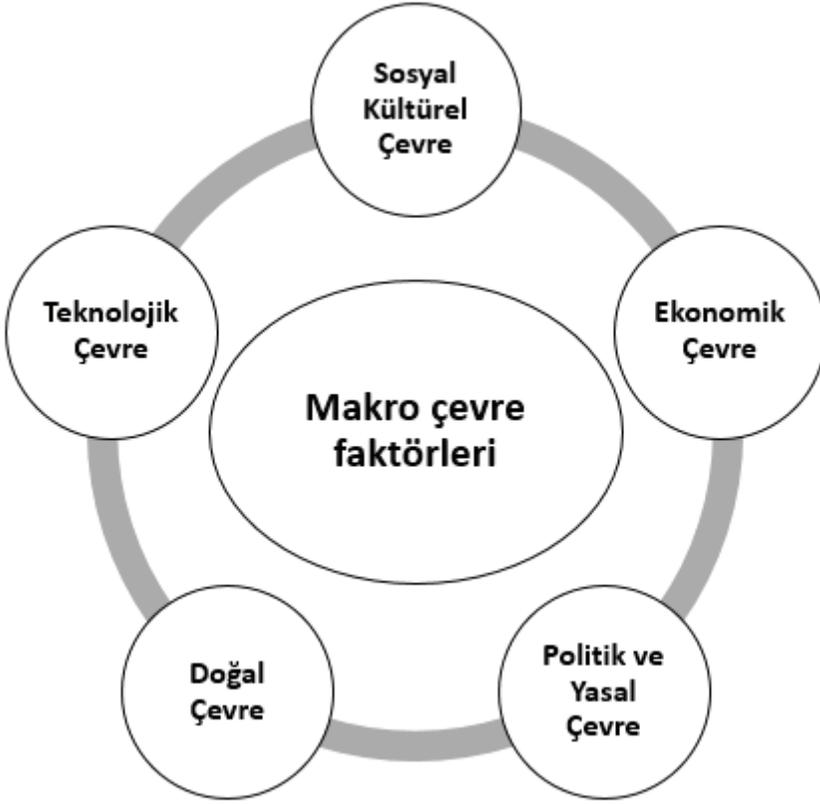 Sosyal
Kültürel
Çevre
Teknolojik
Çevre
Ekonomik
Çevre
Makro çevre
faktörleri
Doğal
Çevre
Politik ve
Yasal
Çevre